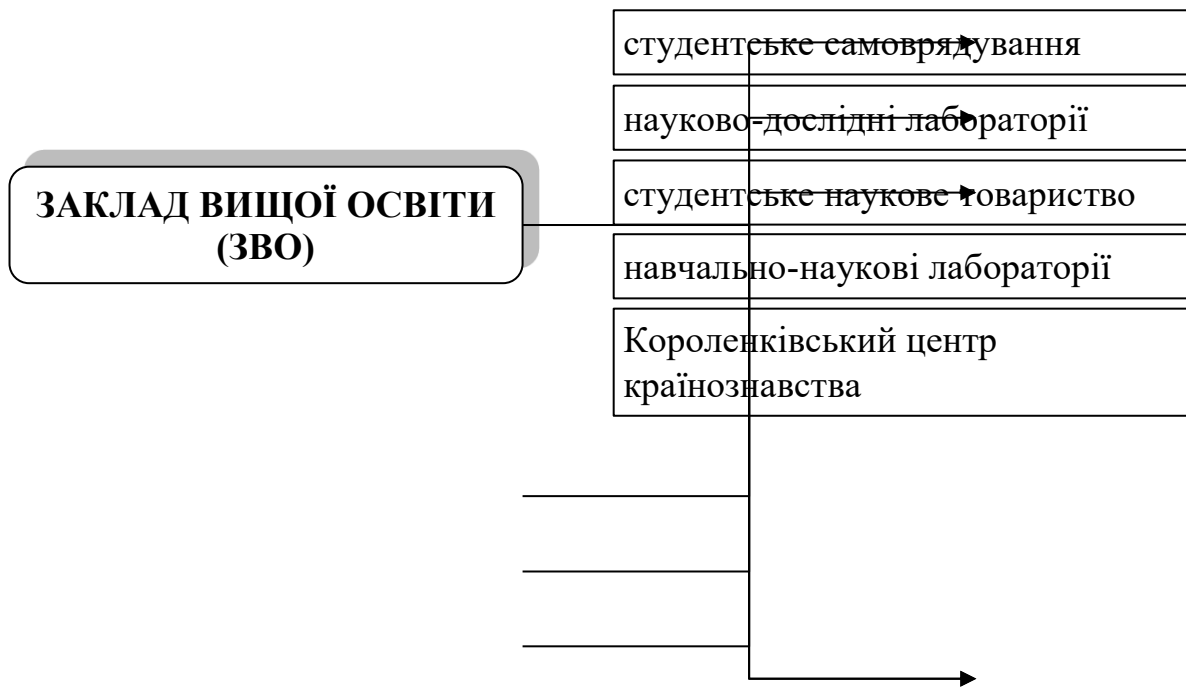 студентське самоврядування
науково-дослідні лабораторії
студентське наукове товариство
ЗАКЛАД ВИЩОЇ ОСВІТИ
(ЗВО)
навчально-наукові лабораторії
Короленківський центр
країнознавства